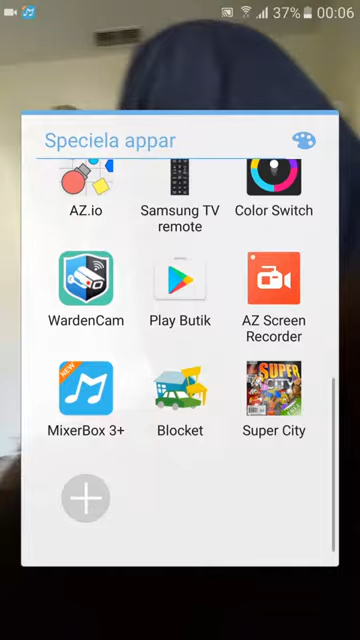 37% 00:06
Speciela appar
AZ.io
Samsung TV
remote
Color Switch
WardenCam
Play Butik
AZ Screen
Recorder
NEW
MixerBox 3+
Blocket
SUPER
CITY
Super City